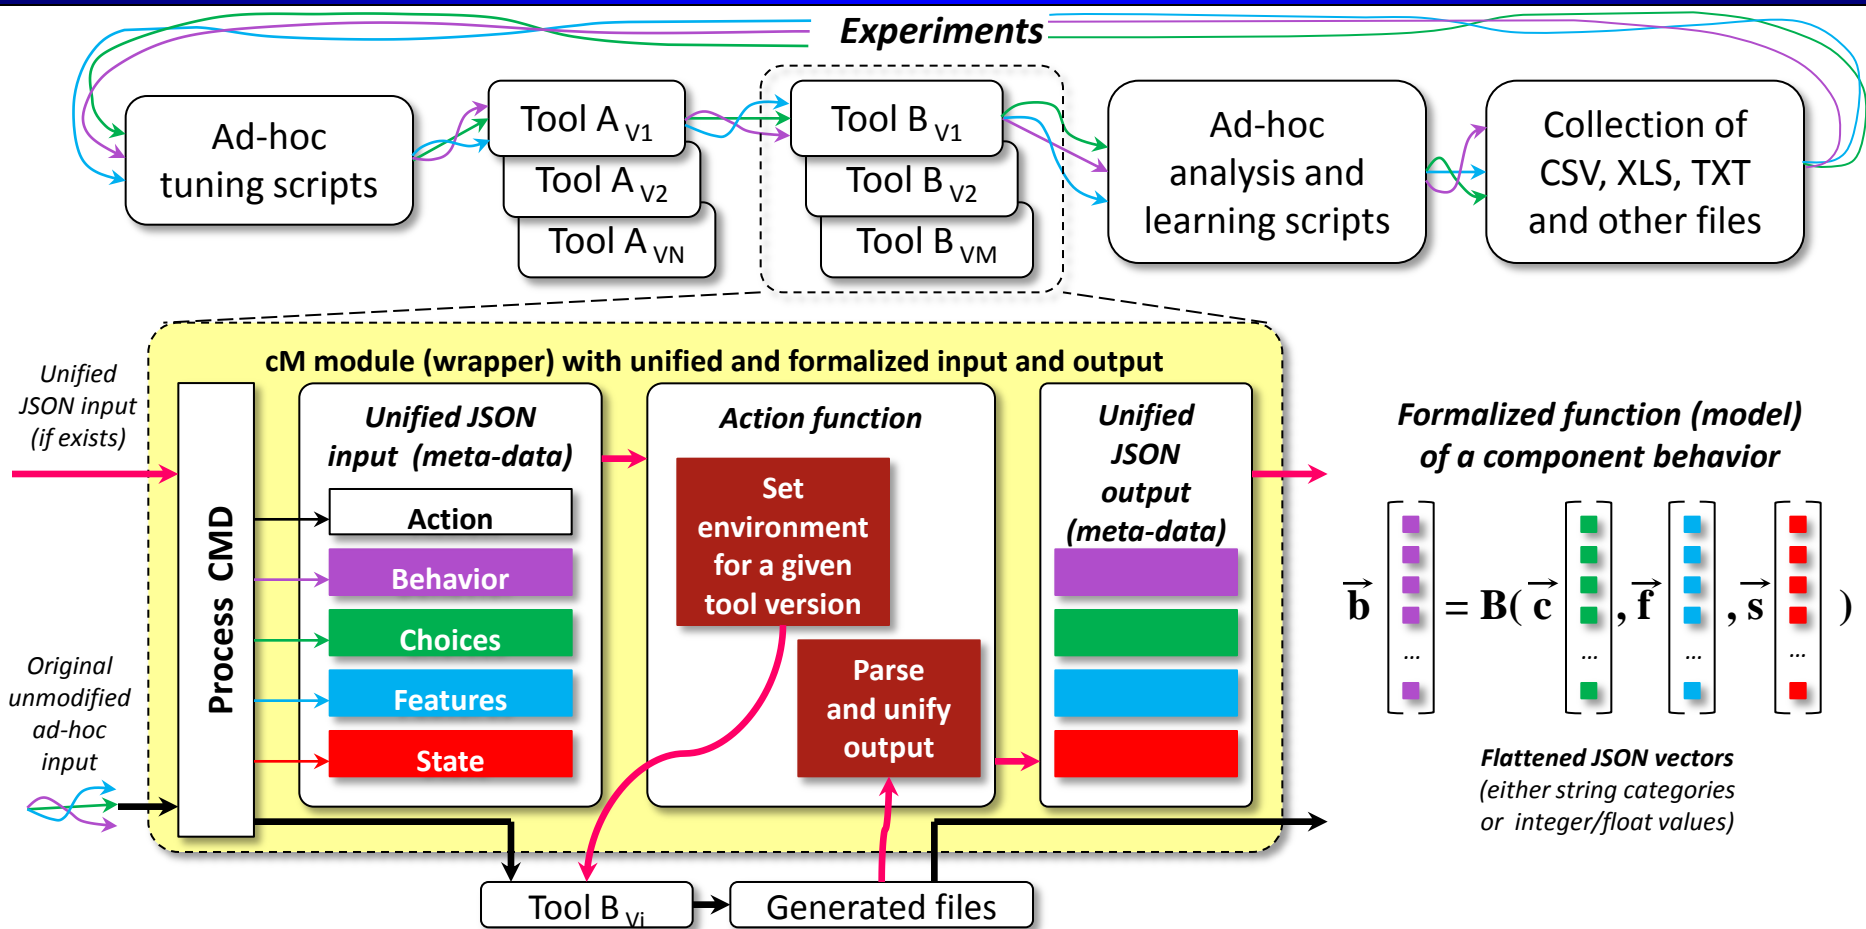 Experiments
Ad-hoc
tuning scripts
Tool A V1
Tool A V2
Tool A VN
Tool B V1
Tool B V2
Tool B VM
Ad-hoc
analysis and
learning scripts
Collection of
CSV, XLS, TXT
and other files
cM module (wrapper) with unified and formalized input and output
Unified
JSON input
(if exists)
Original
unmodified
ad-hoc
input
Process CMD
Unified JSON
input (meta-data)
Action
Behavior
Choices
Features
State
Action function
Set
environment
for a given
tool version
Parse
and unify
output
Unified
JSON
output
(meta-data)
Tool B Vi
Generated files
Formalized function (model)
of a component behavior
b = B( c , f , s )
... ... ... ...
Flattened JSON vectors
(either string categories
or integer/float values)